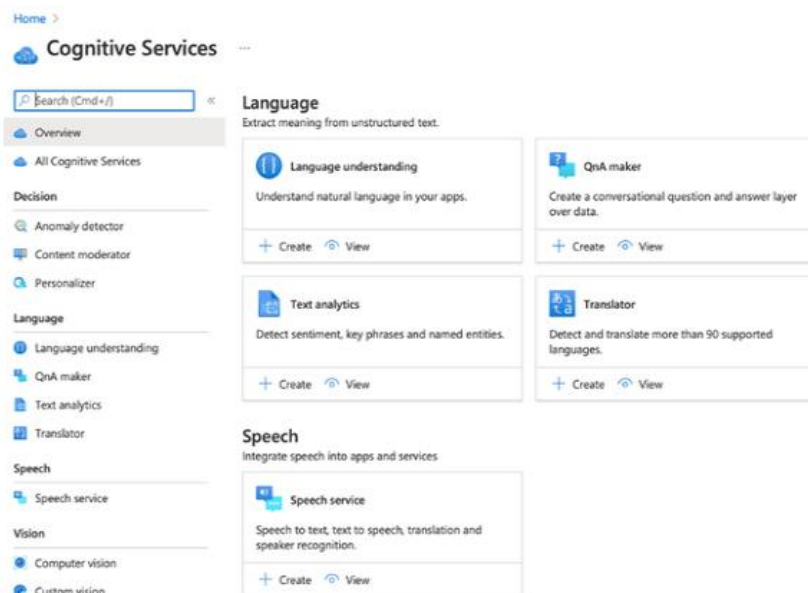 Home >
Cognitive Services ...
Search (Cmd+/) «
Overview
All Cognitive Services
Decision
Anomaly detector
Content moderator
Personalizer
Language
Language understanding
QnA maker
Text analytics
Translator
Speech
Speech service
Vision
Computer vision
Custom vision
Language
Extract meaning from unstructured text.
Language understanding
Understand natural language in your apps.
+ Create View
QnA maker
Create a conversational question and answer layer
over data.
+ Create View
Text analytics
Detect sentiment, key phrases and named entities.
+ Create View
Translator
Detect and translate more than 90 supported
languages.
+ Create View
Speech
Integrate speech into apps and services
Speech service
Speech to text, text to speech, translation and
speaker recognition.
+ Create View